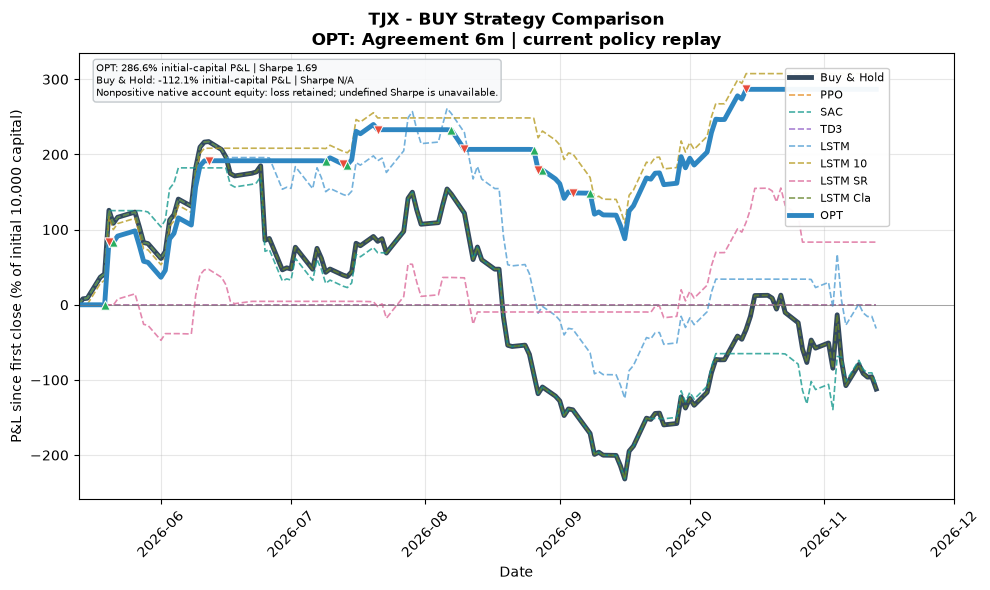 TJX - BUY Strategy Comparison
OPT: Agreement 6m | current policy replay
OPT: 286.6% initial-capital P&L | Sharpe 1.69
Buy & Hold: -112.1% initial-capital P&L | Sharpe N/A
Nonpositive native account equity: loss retained; undefined Sharpe is unavailable.
Buy & Hold
PPO
SAC
TD3
LSTM
LSTM 10
LSTM SR
LSTM Cla
OPT
P&L since first close (% of initial 10,000 capital)
300
200
100
0
−100
−200
2026-06
2026-07
2026-08
2026-09
2026-10
2026-11
2026-12
Date